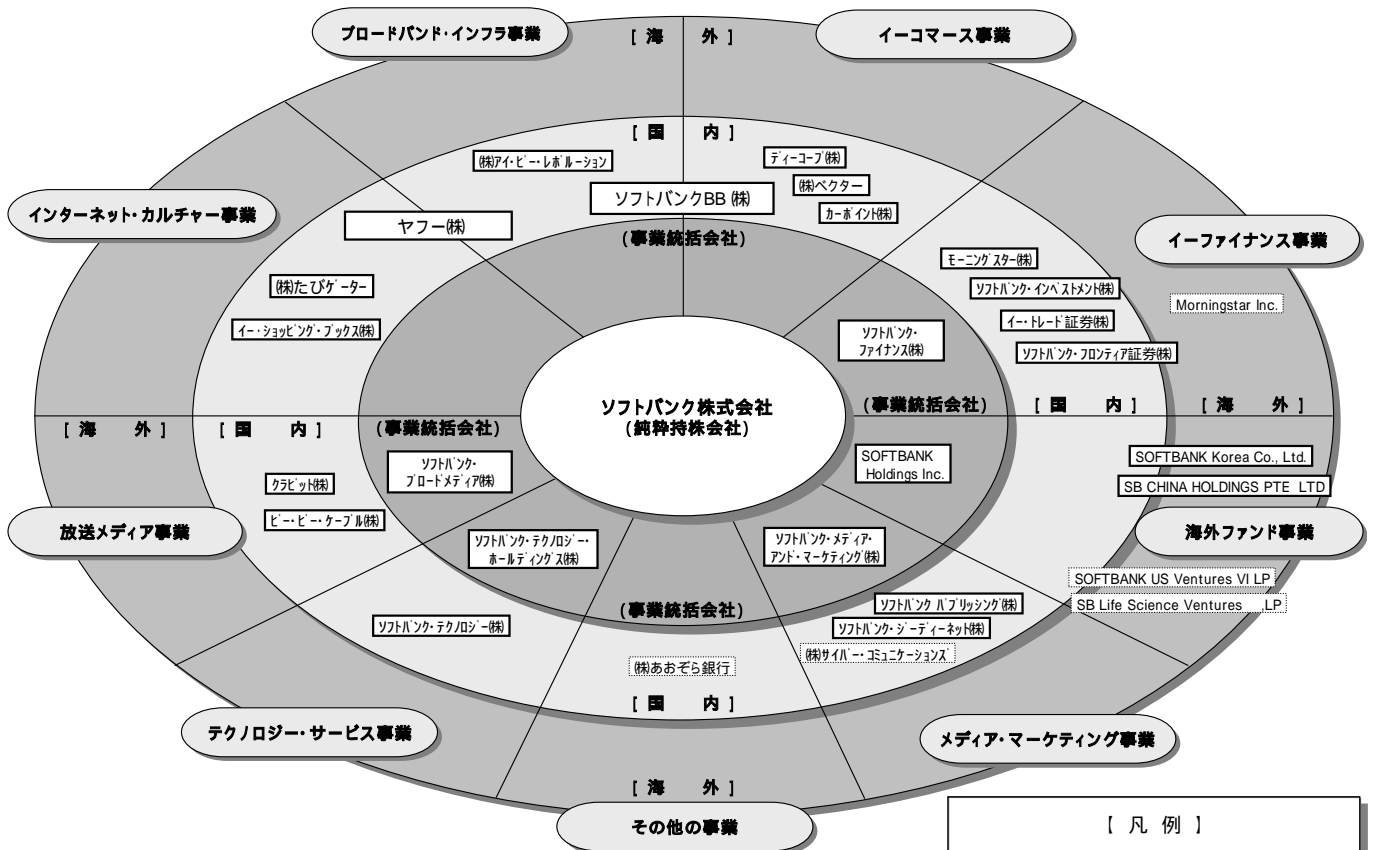 ブロードバンド・インフラ事業
[ 海 外 ]
イーコマース事業
[ 国 内 ]
(株)アイ・ビー・レボルーション
ディーコープ(株)
(株)ベクター
カーポイント(株)
ソフトバンクBB (株)
ヤフー(株)
インターネット・カルチャー事業
(事業統括会社)
イーファイナンス事業
モーニングスター(株)
ソフトバンク・インベストメント(株)
イー・トレード証券(株)
ソフトバンク・フロンティア証券(株)
Morningstar Inc.
(株)たびゲーター
イー・ショッピング・ブックス(株)
ソフトバンク・
ファイナンス(株)
ソフトバンク株式会社
(純粋持株会社)
(事業統括会社)
[ 国 内 ]
[ 海 外 ]
[ 海 外 ]
[ 国 内 ]
(事業統括会社)
SOFTBANK
Holdings Inc.
SOFTBANK Korea Co., Ltd.
SB CHINA HOLDINGS PTE LTD
ソフトバンク・
ブロードメディア(株)
クラビット(株)
ビー・ビー・ケーブル(株)
放送メディア事業
海外ファンド事業
ソフトバンク・テクノロジー・
ホールディングス(株)
ソフトバンク・メディア・
アンド・マーケティング(株)
SOFTBANK US Ventures VI LP
SB Life Science Ventures ,LP
(事業統括会社)
ソフトバンク パブリッシング(株)
ソフトバンク・ジーディーネット(株)
(株)サイバー・コミュニケーションズ
ソフトバンク・テクノロジー(株)
(株)あおぞら銀行
[ 国 内 ]
テクノロジー・サービス事業
メディア・マーケティング事業
[ 海 外 ]
その他の事業
【 凡 例 】